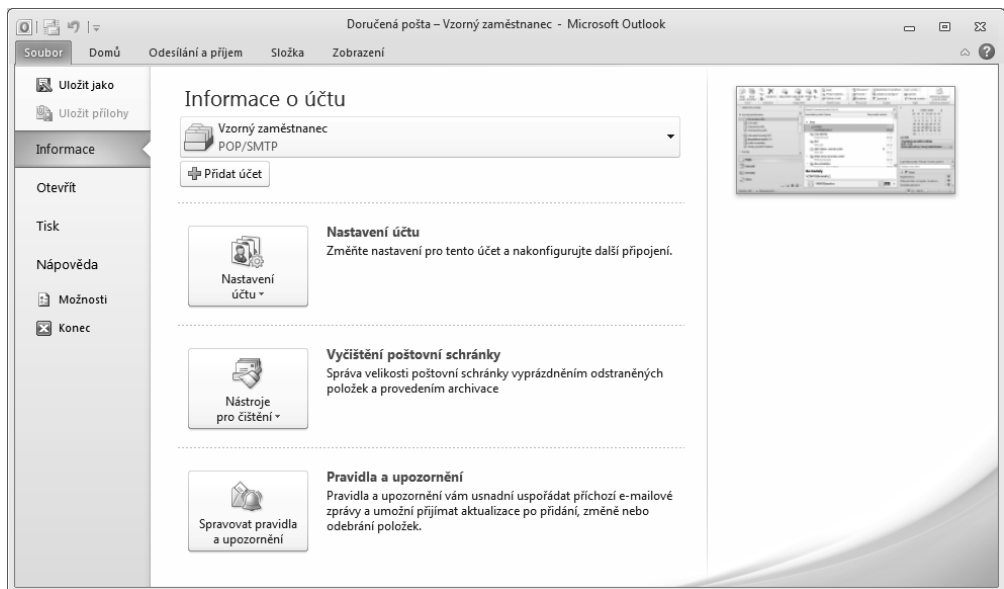 Doručená pošta – Vzorný zaměstnanec - Microsoft Outlook
Soubor Domů Odesílání a příjem Složka Zobrazení
Uložit jako
Uložit přílohy
Informace
Otevřít
Tisk
Nápověda
Možnosti
Konec
Informace o účtu
Vzorný zaměstnanec
POP/SMTP
Přidat účet
Nastavení
účtu
Nastavení účtu
Změňte nastavení pro tento účet a nakonfigurujte další připojení.
Nástroje
pro čištění
Vyčištění poštovní schránky
Správa velikosti poštovní schránky vyprázdněním odstraněných
položek a provedením archivace
Spravovat pravidla
a upozornění
Pravidla a upozornění
Pravidla a upozornění vám usnadní uspořádat příchozí e-mailové
zprávy a umožní přijímat aktualizace po přidání, změně nebo
odebrání položek.